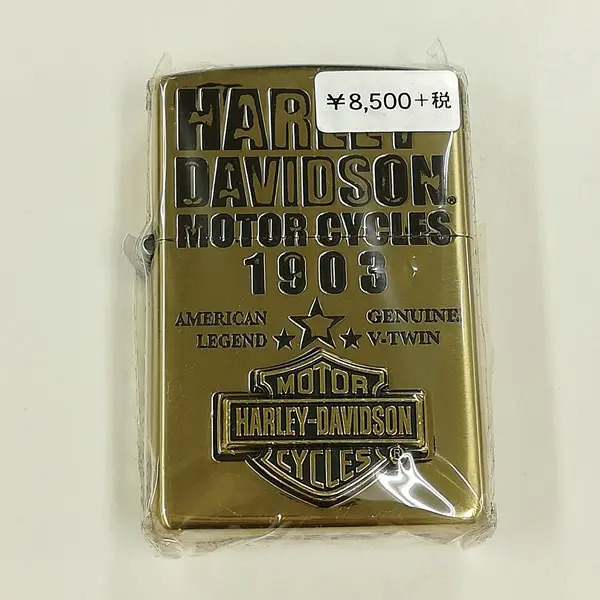 ¥8,500+税
HARLEY
DAVIDSON®
MOTOR CYCLES
1903
AMERICAN LEGEND
GENUINE V-TWIN
MOTOR
HARLEY-DAVIDSON
CYCLES®